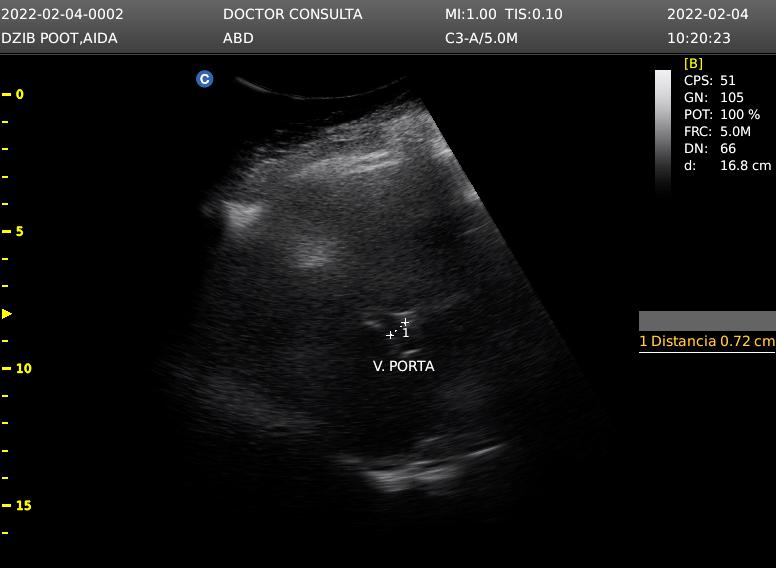 2022-02-04-0002 DOCTOR CONSULTA MI:1.00 TIS:0.10 2022-02-04
DZIB POOT,AIDA ABD C3-A/5.0M 10:20:23
C
[B]
CPS: 51
GN: 105
POT: 100 %
FRC: 5.0M
DN: 66
d: 16.8 cm
0
5
10
15
1
V. PORTA
1 Distancia 0.72 cm